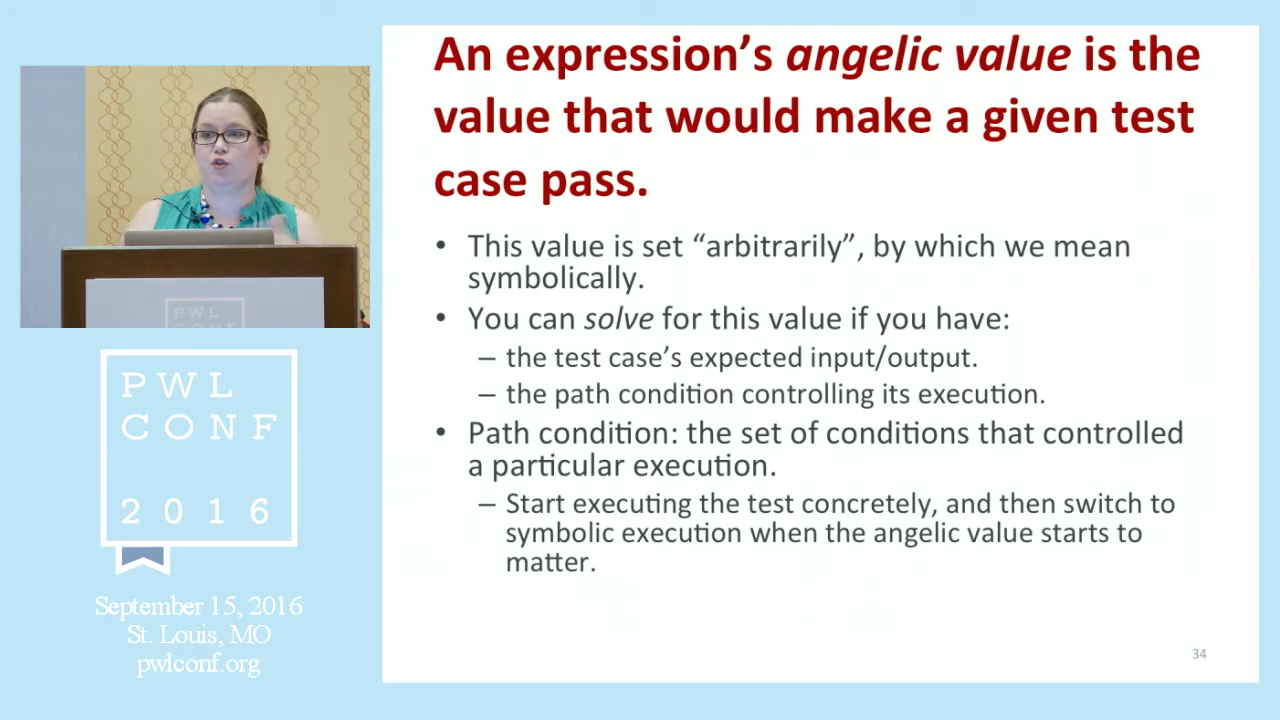 An expression's angelic value is the
value that would make a given test
case pass.
• This value is set “arbitrarily”, by which we mean
symbolically.
• You can solve for this value if you have:
– the test case's expected input/output.
– the path condition controlling its execution.
• Path condition: the set of conditions that controlled
a particular execution.
– Start executing the test concretely, and then switch to
symbolic execution when the angelic value starts to
matter.
34
PWL
CONF
PWL
CONF
2016
September 15, 2016
St. Louis, MO
pwlconf.org